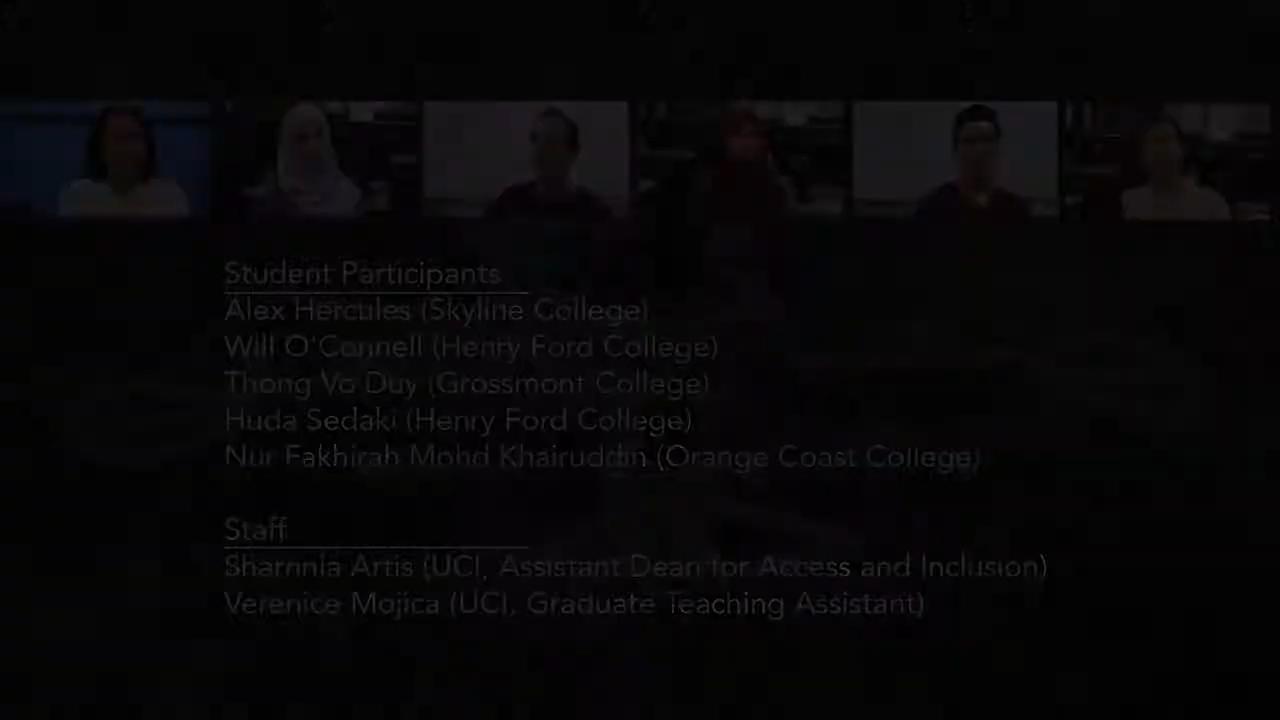 Student Participants
Alex Hercules (Skyline College)
Will O'Connell (Henry Ford College)
Thong Vo Duy (Grossmont College)
Huda Sedaki (Henry Ford College)
Nur Fakhirah Mohd Khairuddin (Orange Coast College)
Staff
Sharnnia Artis (UCI, Assistant Dean for Access and Inclusion)
Verenice Mojica (UCI, Graduate Teaching Assistant)